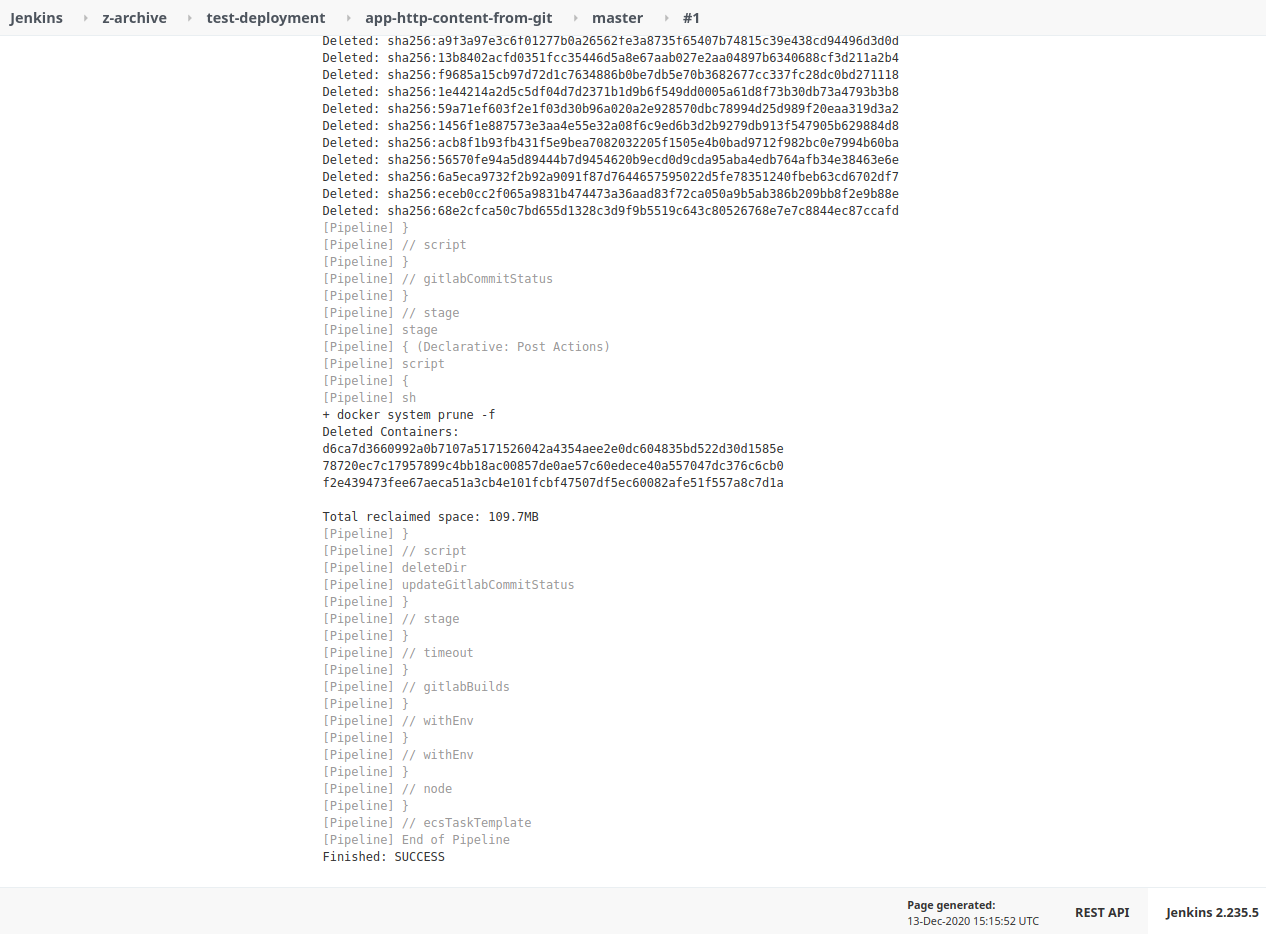 Jenkins z-archive test-deployment app-http-content-from-git master #1
Deleted: sha256:a9f3a97e3c6f01277b0a26562fe3a8735f65407b74815c39e438cd94496d3d0d
Deleted: sha256:13b8402acfd0351fcc35446d5a8e67aab027e2aa04897b6340688cf3d211a2b4
Deleted: sha256:f9685a15cb97d72d1c7634886b0be7db5e70b3682677cc337fc28dc0bd271118
Deleted: sha256:1e44214a2d5c5df04d7d2371b1d9b6f549dd0005a61d8f73b30db73a4793b3b8
Deleted: sha256:59a71ef603f2e1f03d30b96a020a2e928570dbc78994d25d989f20eaa319d3a2
Deleted: sha256:1456f1e887573e3aa4e55e32a08f6c9ed6b3d2b9279db913f547905b629884d8
Deleted: sha256:acb8f1b93fb431f5e9bea7082032205f1505e4b0bad9712f982bc0e7994b60ba
Deleted: sha256:56570fe94a5d89444b7d9454620b9ecd0d9cda95aba4edb764afb34e38463e6e
Deleted: sha256:6a5eca9732f2b92a9091f87d7644657595022d5fe78351240fbeb63cd6702df7
Deleted: sha256:eceb0cc2f065a9831b474473a36aad83f72ca050a9b5ab386b209bb8f2e9b88e
Deleted: sha256:68e2cfca50c7bd655d1328c3d9f9b5519c643c80526768e7e7c8844ec87ccafd
[Pipeline] }
[Pipeline] // script
[Pipeline] }
[Pipeline] // gitlabCommitStatus
[Pipeline] }
[Pipeline] // stage
[Pipeline] stage
[Pipeline] { (Declarative: Post Actions)
[Pipeline] script
[Pipeline] {
[Pipeline] sh
+ docker system prune -f
Deleted Containers:
d6ca7d3660992a0b7107a5171526042a4354aee2e0dc604835bd522d30d1585e
78720ec7c17957899c4bb18ac00857de0ae57c60edece40a557047dc376c6cb0
f2e439473fee67aeca51a3cb4e101fcbf47507df5ec60082afe51f557a8c7d1a
Total reclaimed space: 109.7MB
[Pipeline] }
[Pipeline] // script
[Pipeline] deleteDir
[Pipeline] updateGitlabCommitStatus
[Pipeline] }
[Pipeline] // stage
[Pipeline] }
[Pipeline] // timeout
[Pipeline] }
[Pipeline] // gitlabBuilds
[Pipeline] }
[Pipeline] // withEnv
[Pipeline] }
[Pipeline] // withEnv
[Pipeline] }
[Pipeline] // node
[Pipeline] }
[Pipeline] // ecsTaskTemplate
[Pipeline] End of Pipeline
Finished: SUCCESS
Page generated:
13-Dec-2020 15:15:52 UTC
REST API
Jenkins 2.235.5